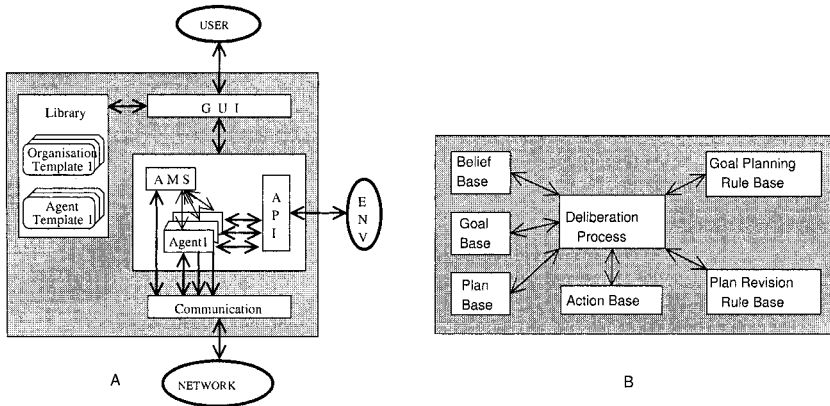 USER
G U I
Library
Organisation
Template 1
Agent
Template 1
A M S
Agent1
A
P
I
E
N
V
Communication
NETWORK
A
Belief
Base
Goal
Base
Plan
Base
Deliberation
Process
Action Base
Goal Planning
Rule Base
Plan Revision
Rule Base
B